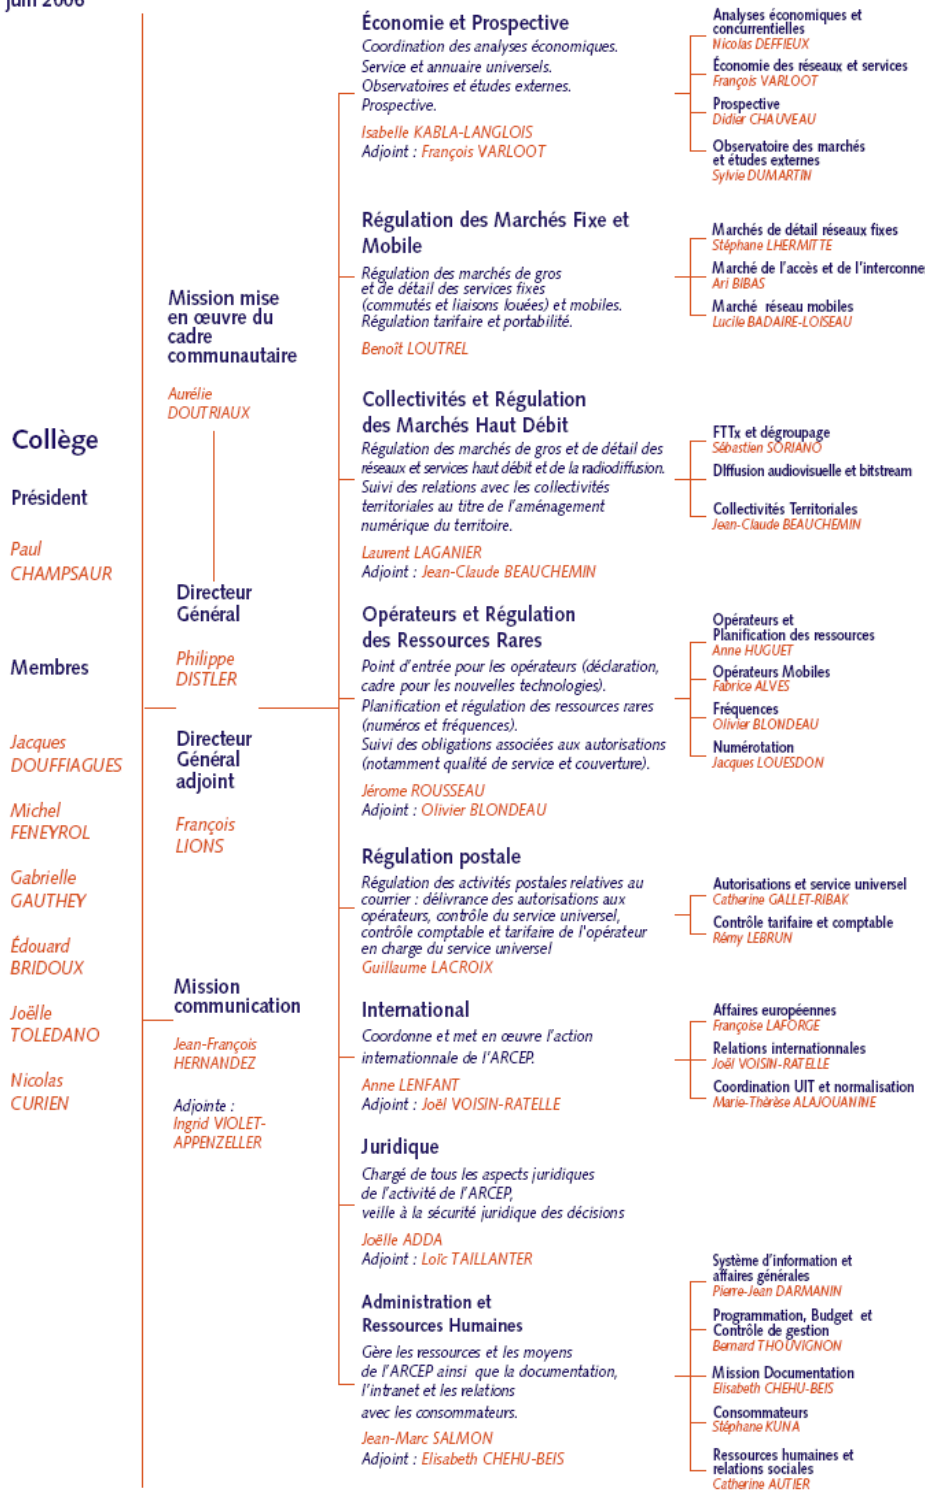 juin 2006
Collège
Président
Paul
CHAMPSAUR
Membres
Jacques
DOUFFIAGUES
Michel
FENEYROL
Gabrielle
GAUTHEY
Édouard
BRIDOUX
Joëlle
TOLEDANO
Nicolas
CURIEN
Mission mise
en œuvre du
cadre
communautaire
Aurélie
DOUTRIAUX
Directeur
Général
Philippe
DISTLER
Directeur
Général
adjoint
François
LIONS
Mission
communication
Jean-François
HERNANDEZ
Adjointe :
Ingrid VIOLET-
APPENZELLER
Économie et Prospective
Coordination des analyses économiques.
Service et annuaire universels.
Observatoires et études externes.
Prospective.
Isabelle KABLA-LANGLOIS
Adjoint : François VARLOOT
Analyses économiques et
concurrentielles
Nicolas DEFFIEUX
Économie des réseaux et services
François VARLOOT
Prospective
Didier CHAUVEAU
Observatoire des marchés
et études externes
Sylvie DUMARTIN
Régulation des Marchés Fixe et
Mobile
Régulation des marchés de gros
et de détail des services fixes
(commutés et liaisons louées) et mobiles.
Régulation tarifaire et portabilité.
Benoît LOUTREL
Marchés de détail réseaux fixes
Stéphane LHERMITTE
Marché de l'accès et de l'interconne
Ari BIBAS
Marché réseau mobiles
Lucile BADAIRE-LOISEAU
Collectivités et Régulation
des Marchés Haut Débit
Régulation des marchés de gros et de détail des
réseaux et services haut débit et de la radiodiffusion.
Suivi des relations avec les collectivités
territoriales au titre de l'aménagement
numérique du territoire.
Laurent LAGANIER
Adjoint : Jean-Claude BEAUCHEMIN
FTTx et dégroupage
Sébastien SORIANO
DIffusion audiovisuelle et bitstream
Collectivités Territoriales
Jean-Claude BEAUCHEMIN
Opérateurs et Régulation
des Ressources Rares
Point d'entrée pour les opérateurs (déclaration,
cadre pour les nouvelles technologies).
Planification et régulation des ressources rares
(numéros et fréquences).
Suivi des obligations associées aux autorisations
(notamment qualité de service et couverture).
Jérome ROUSSEAU
Adjoint : Olivier BLONDEAU
Opérateurs et
Planification des ressources
Anne HUGUET
Opérateurs Mobiles
Fabrice ALVES
Fréquences
Olivier BLONDEAU
Numérotation
Jacques LOUESDON
Régulation postale
Régulation des activités postales relatives au
courrier : délivrance des autorisations aux
opérateurs, contrôle du service universel,
contrôle comptable et tarifaire de l'opérateur
en charge du service universel
Guillaume LACROIX
Autorisations et service universel
Catherine GALLET-RIBAK
Contrôle tarifaire et comptable
Rémy LEBRUN
International
Coordonne et met en œuvre l'action
internationnale de l'ARCEP.
Anne LENFANT
Adjoint : Joël VOISIN-RATELLE
Affaires européennes
Françoise LAFORGE
Relations internationnales
Joël VOISIN-RATELLE
Coordination UIT et normalisation
Marie-Thérèse ALAJOUANINE
Juridique
Chargé de tous les aspects juridiques
de l'activité de l'ARCEP,
veille à la sécurité juridique des décisions
Joëlle ADDA
Adjoint : Loïc TAILLANTER
Administration et
Ressources Humaines
Gère les ressources et les moyens
de l'ARCEP ainsi que la documentation,
l'intranet et les relations
avec les consommateurs.
Jean-Marc SALMON
Adjoint : Elisabeth CHEHU-BEIS
Système d'information et
affaires générales
Pierre-Jean DARMANIN
Programmation, Budget et
Contrôle de gestion
Bernard THOUVIGNON
Mission Documentation
Elisabeth CHEHU-BEIS
Consommateurs
Stéphane KUNA
Ressources humaines et
relations sociales
Catherine AUTIER